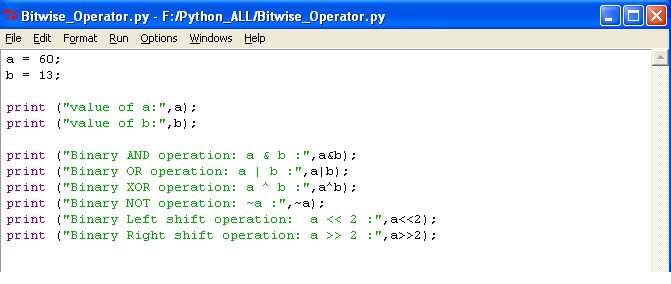 Bitwise_Operator.py - F:/Python_ALL/Bitwise_Operator.py
File Edit Format Run Options Windows Help
a = 60;
b = 13;
print ("value of a:",a);
print ("value of b:",b);
print ("Binary AND operation: a & b :",a&b);
print ("Binary OR operation: a | b :",a|b);
print ("Binary XOR operation: a ^ b :",a^b);
print ("Binary NOT operation: ~a :",~a);
print ("Binary Left shift operation:  a << 2 :",a<<2);
print ("Binary Right shift operation: a >> 2 :",a>>2);